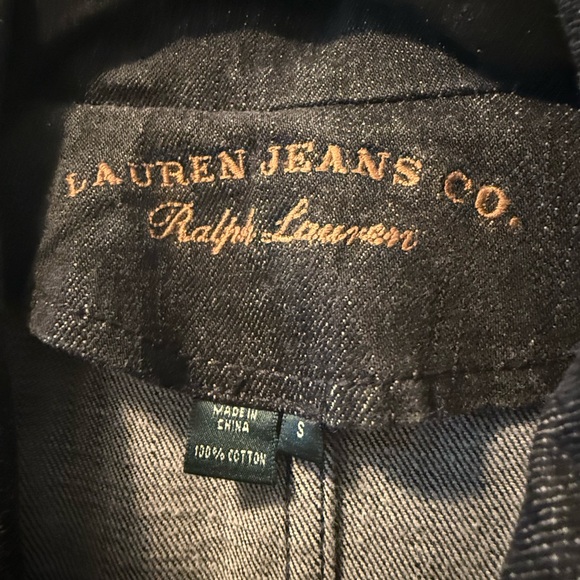 LAUREN JEANS CO.
Ralph Lauren
MADE IN
CHINA
100% COTTON
S